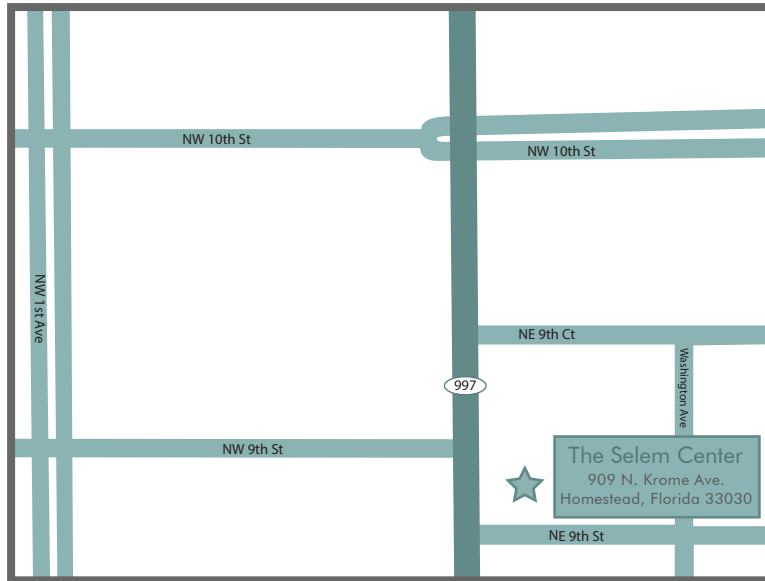 NW 10th St
NW 10th St
NW 1st Ave
NE 9th Ct
Washington Ave
997
NW 9th St
The Selem Center
909 N. Krome Ave.
Homestead, Florida 33030
NE 9th St